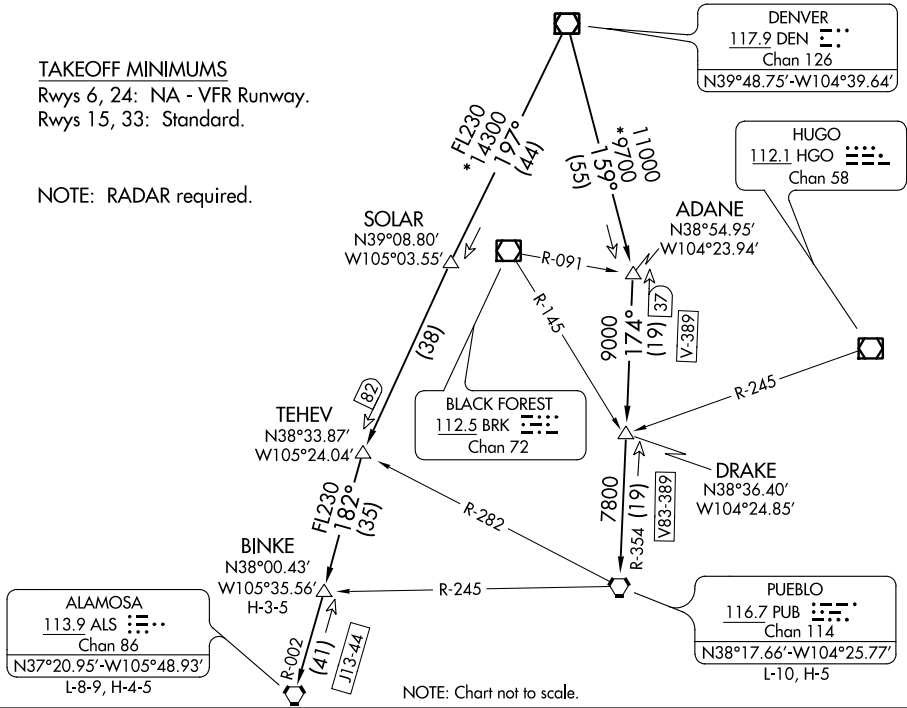 TAKEOFF MINIMUMS
Rwys 6, 24: NA - VFR Runway.
Rwys 15, 33: Standard.
NOTE: RADAR required.
DENVER
117.9 DEN
Chan 126
N39°48.75’-W104°39.64’
HUGO
112.1 HGO
Chan 58
FL230
*14300
197°
(44)
11000
*9700
159°
(55)
SOLAR
N39°08.80’
W105°03.55’
ADANE
N38°54.95’
W104°23.94’
R-091
R-145
37
9000
174°
(19)
V-389
R-245
(38)
82
BLACK FOREST
112.5 BRK
Chan 72
TEHEV
N38°33.87’
W105°24.04’
DRAKE
N38°36.40’
W104°24.85’
R-282
7800
(19)
R-354
V83-389
FL230
182°
(35)
BINKE
N38°00.43’
W105°35.56’
H-3-5
R-245
PUEBLO
116.7 PUB
Chan 114
N38°17.66’-W104°25.77’
L-10, H-5
ALAMOSA
113.9 ALS
Chan 86
N37°20.95’-W105°48.93’
L-8-9, H-4-5
R-002
(41)
J13-44
NOTE: Chart not to scale.